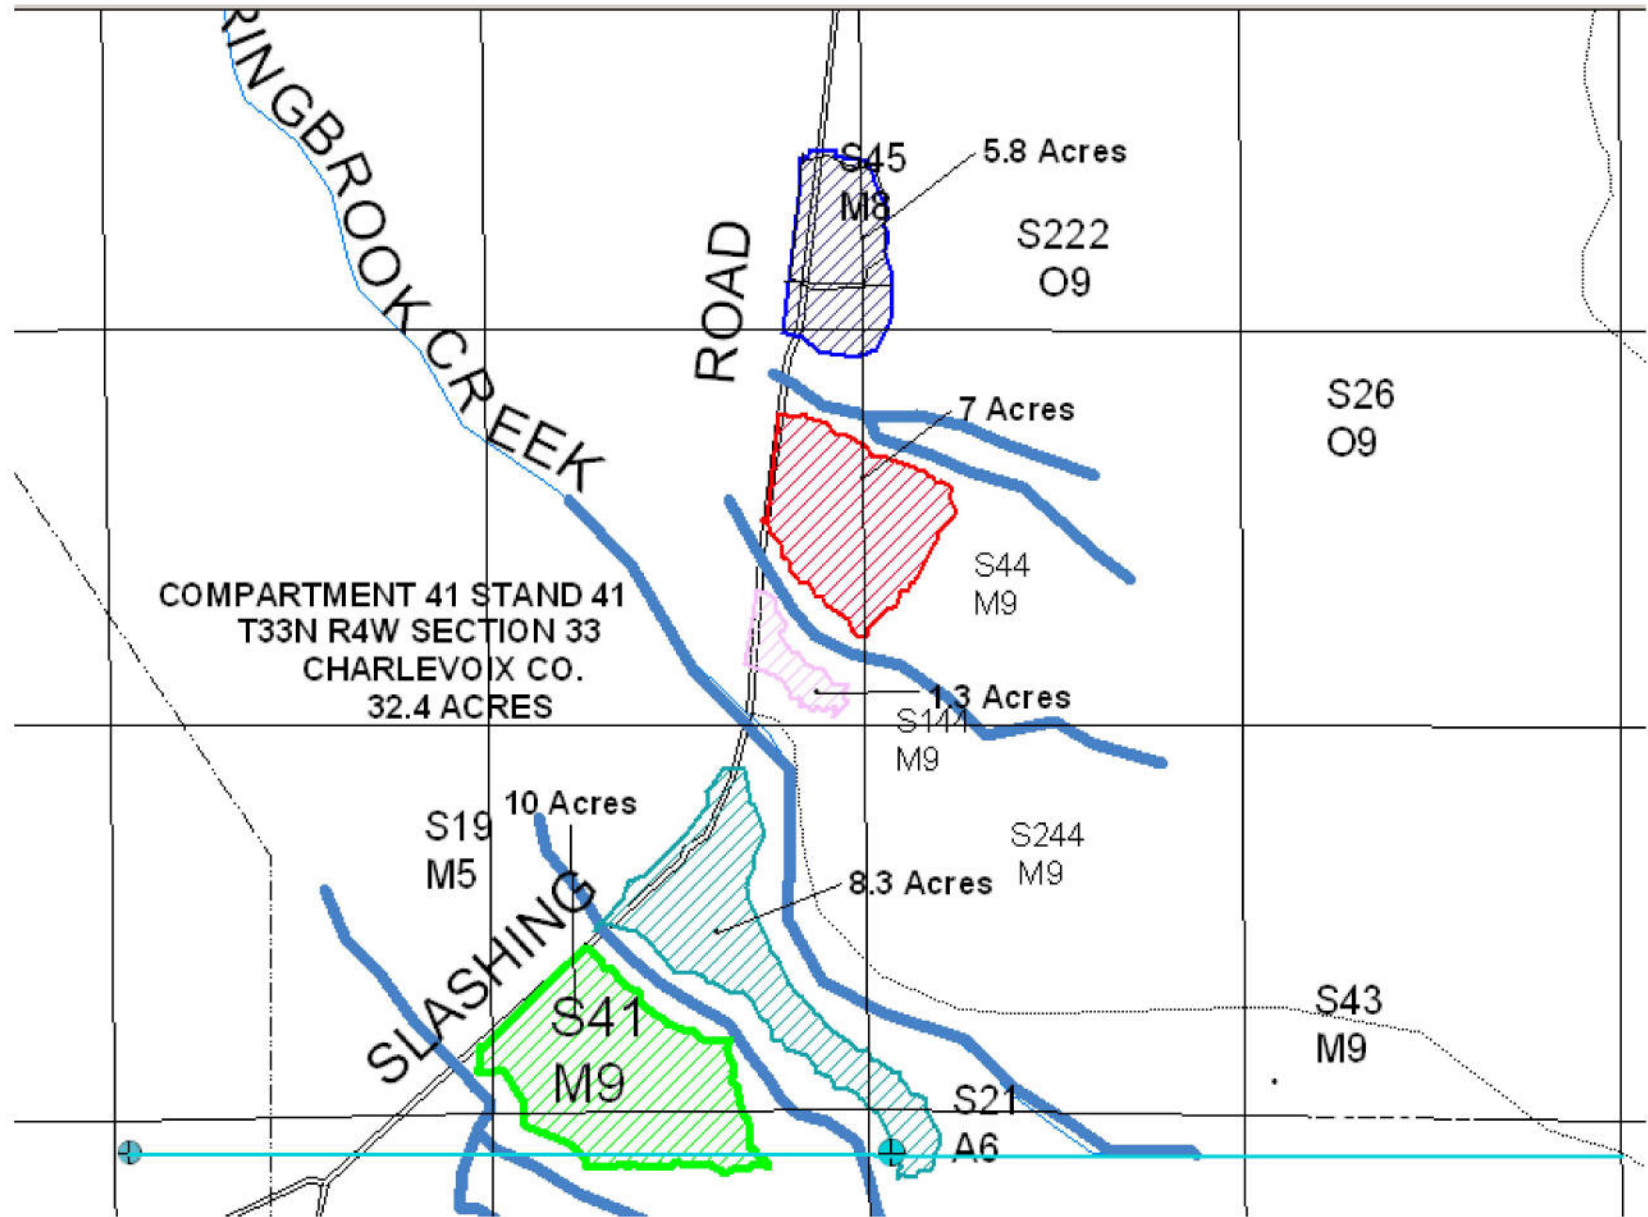 RINGBROOK CREEK
S45
M8
5.8 Acres
S222
O9
ROAD
S26
O9
7 Acres
S44
M9
COMPARTMENT 41 STAND 41
T33N R4W SECTION 33
CHARLEVOIX CO.
32.4 ACRES
1.3 Acres
S144
M9
10 Acres
S19
M5
S244
M9
8.3 Acres
SLASHING
S41
M9
S43
M9
S21
A6